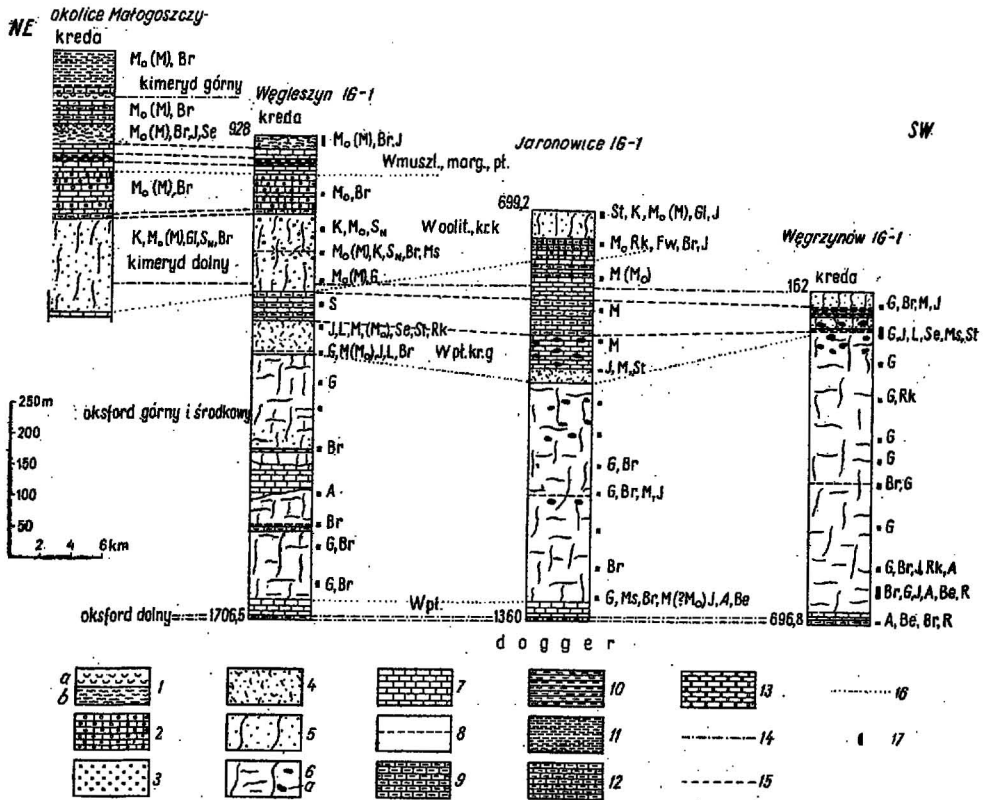 NE
okolice Małogoszczy
kreda
M₀(M), Br
kimeryd górny
M₀(M), Br
M₀(M),Br,J,Se
M₀(M),Br
K,M₀(M),Gl,S_N,Br
kimeryd dolny
Węgleszyn IG-1
kreda
928
M₀(M),Br,J
Wmuszl., marg., pt.
M₀,Br
K,M₀,S_N
Woolit., kr.k
M₀(M),K,S_N,Br,Ms
M₀(M),G
S
J,L,M,(M₀),Se,St,Rk
G,M(M₀),J,L,Br
Wpł.kr.g
G
oksford górny i środkowy
Br
A
Br
G,Br
G,Br
oksford dolny
1706,5
Wpł.
Jaronowice IG-1
699,2
St,K,M₀(M),Gl,J
M₀ Rk, Fw, Br, J
M(M₀)
M
M
J,M,St
G,Br
G,Br,M,J
Br
G,Ms,Br,M(?M₀)J,A,Be
1360
SW
Węgrzynów IG-1
162
kreda
G,Br,M,J
G,J,L,Se,Ms,St
G
G,Rk
G
G
Br,G
G
G,Br,J,Rk,A
Br,G,J,A,Be,R
696,8
A,Be,Br,R
dogger
250m
200
150
100
50
2 4 6km
a
b
1
2
3
4
5
6
a
7
8
9
10
11
12
13
14
15
16
17